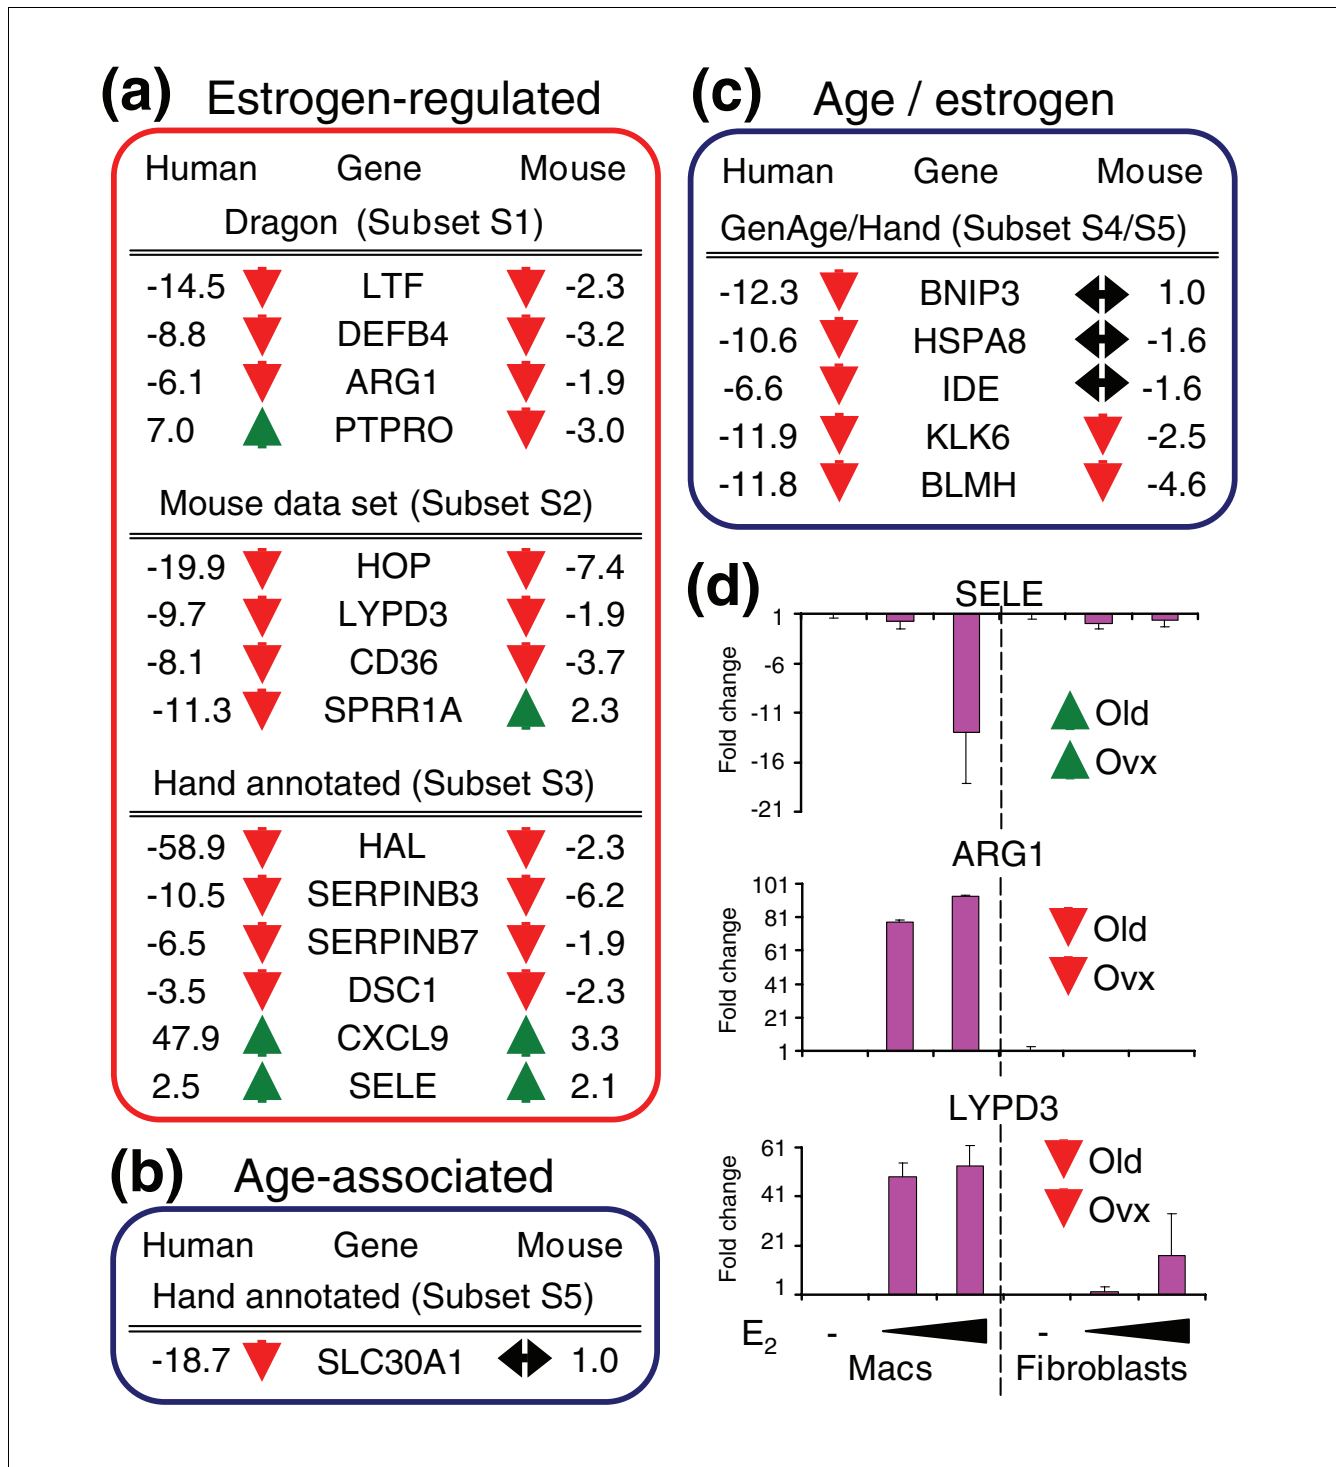 (a) Estrogen-regulated
Human Gene Mouse
Dragon (Subset S1)
-14.5 LTF -2.3
-8.8 DEFB4 -3.2
-6.1 ARG1 -1.9
7.0 PTPRO -3.0
Mouse data set (Subset S2)
-19.9 HOP -7.4
-9.7 LYPD3 -1.9
-8.1 CD36 -3.7
-11.3 SPRR1A 2.3
Hand annotated (Subset S3)
-58.9 HAL -2.3
-10.5 SERPINB3 -6.2
-6.5 SERPINB7 -1.9
-3.5 DSC1 -2.3
47.9 CXCL9 3.3
2.5 SELE 2.1
(b) Age-associated
Human Gene Mouse
Hand annotated (Subset S5)
-18.7 SLC30A1 1.0
(c) Age / estrogen
Human Gene Mouse
GenAge/Hand (Subset S4/S5)
-12.3 BNIP3 1.0
-10.6 HSPA8 -1.6
-6.6 IDE -1.6
-11.9 KLK6 -2.5
-11.8 BLMH -4.6
(d)
SELE
Fold change
1
-6
-11
-16
-21
Old
Ovx
ARG1
Fold change
101
81
61
41
21
1
Old
Ovx
LYPD3
Fold change
61
41
21
1
Old
Ovx
E2 - -
Macs Fibroblasts